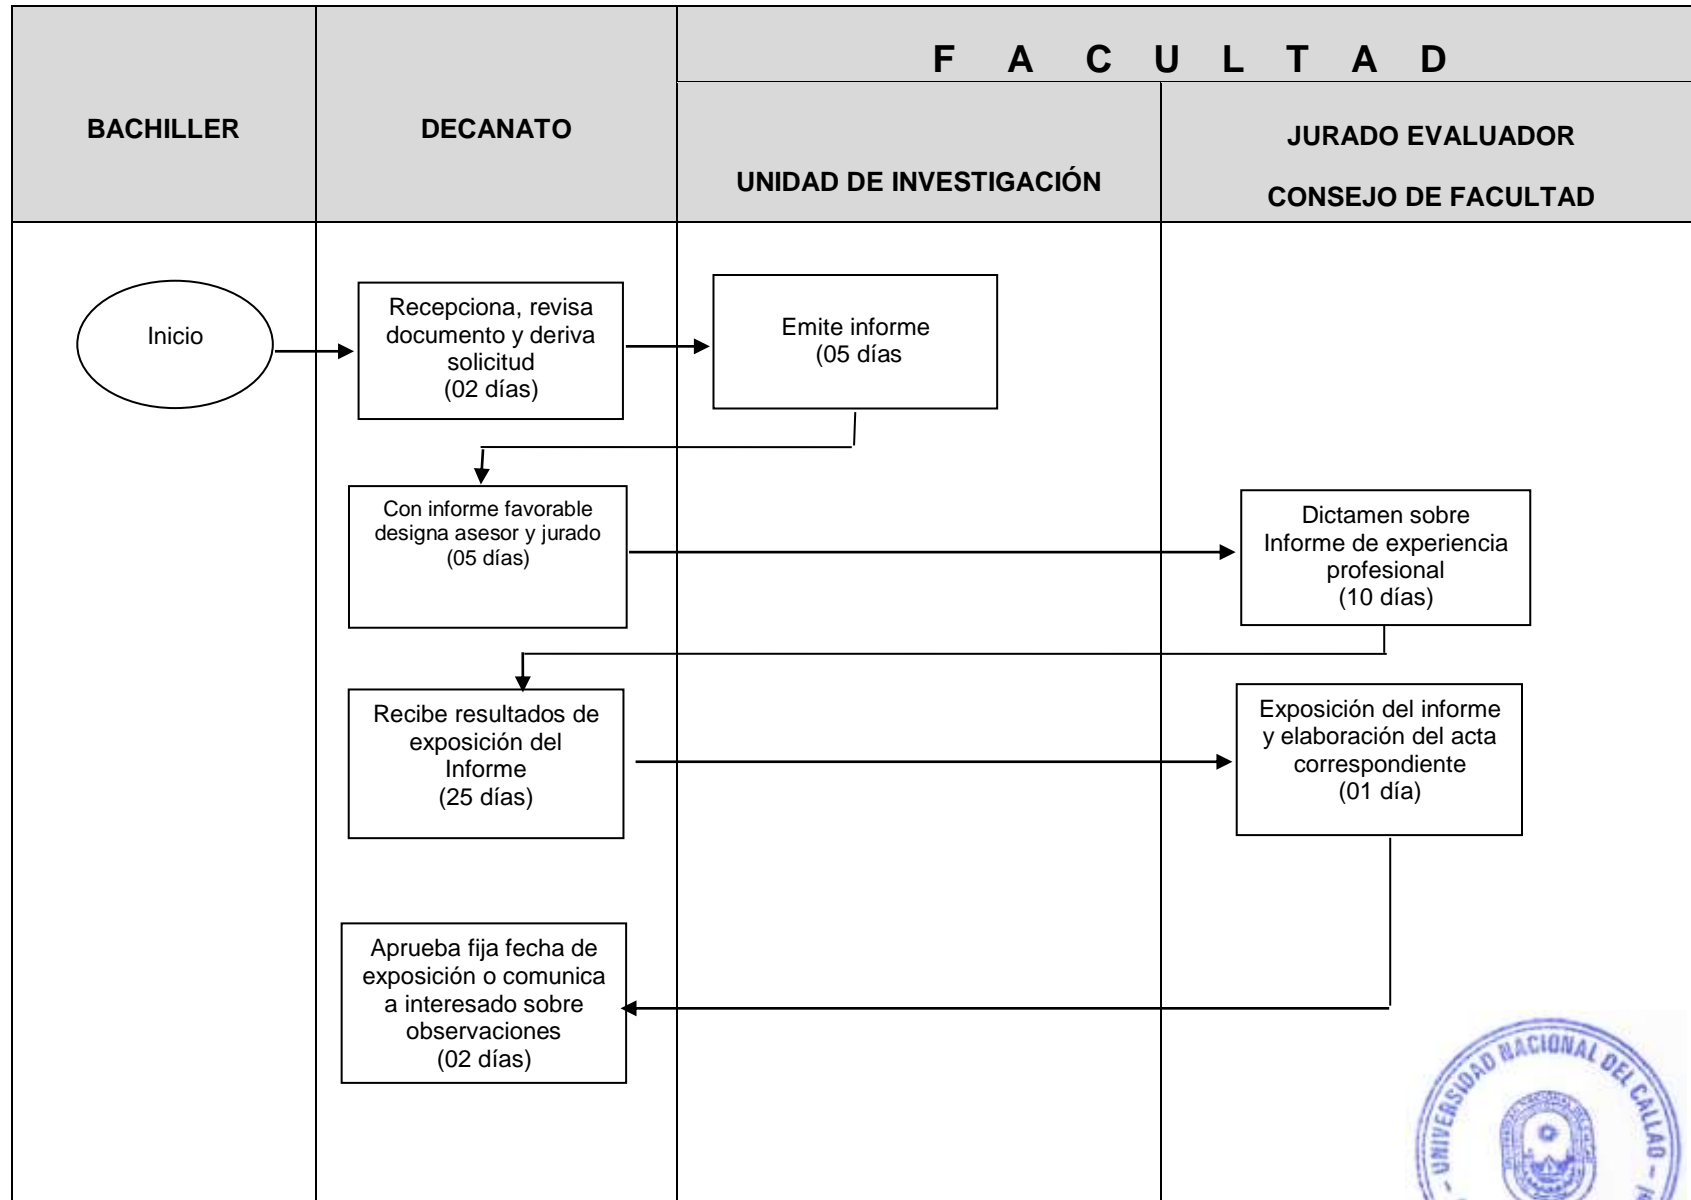 F A C U L T A D
BACHILLER
DECANATO
UNIDAD DE INVESTIGACIÓN
JURADO EVALUADOR
CONSEJO DE FACULTAD
Inicio
Recepciona, revisa
documento y deriva
solicitud
(02 días)
Emite informe
(05 días
Con informe favorable
designa asesor y jurado
(05 días)
Dictamen sobre
Informe de experiencia
profesional
(10 días)
Recibe resultados de
exposición del
Informe
(25 días)
Exposición del informe
y elaboración del acta
correspondiente
(01 día)
Aprueba fija fecha de
exposición o comunica
a interesado sobre
observaciones
(02 días)
- UNIVERSIDAD NACIONAL DEL CALLAO -